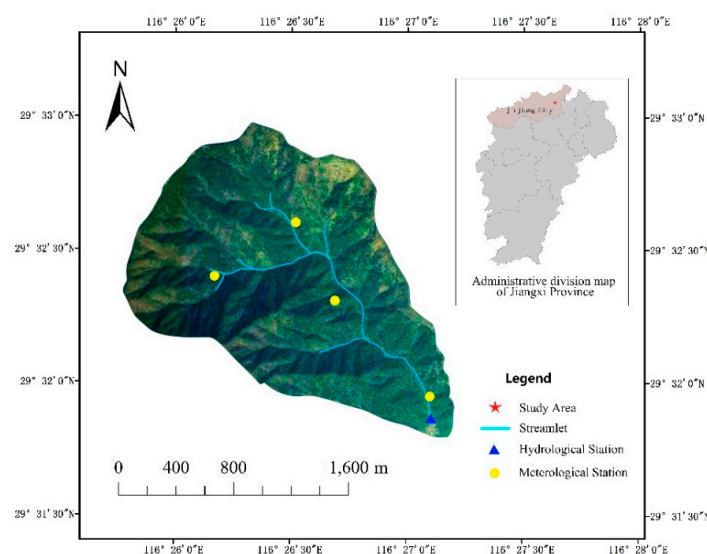 116° 26′0″E 116° 26′30″E 116° 27′0″E 116° 27′30″E 116° 28′0″E
N
29° 33′0″N
29° 32′30″N
29° 32′0″N
29° 31′30″N
JiuJiang City
Administrative division map
of Jiangxi Province
29° 33′0″N
29° 32′30″N
29° 32′0″N
29° 31′30″N
Legend
Study Area
Streamlet
Hydrological Station
Meterological Station
0 400 800 1,600 m
116° 26′0″E 116° 26′30″E 116° 27′0″E 116° 27′30″E 116° 28′0″E